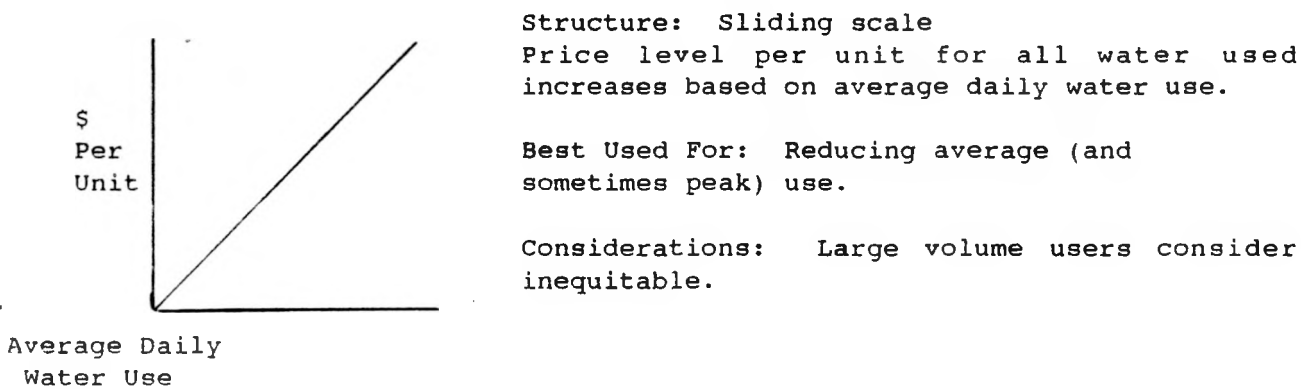 $
Per
Unit
Average Daily
Water Use
Structure: Sliding scale
Price level per unit for all water used
increases based on average daily water use.
Best Used For: Reducing average (and
sometimes peak) use.
Considerations: Large volume users consider
inequitable.